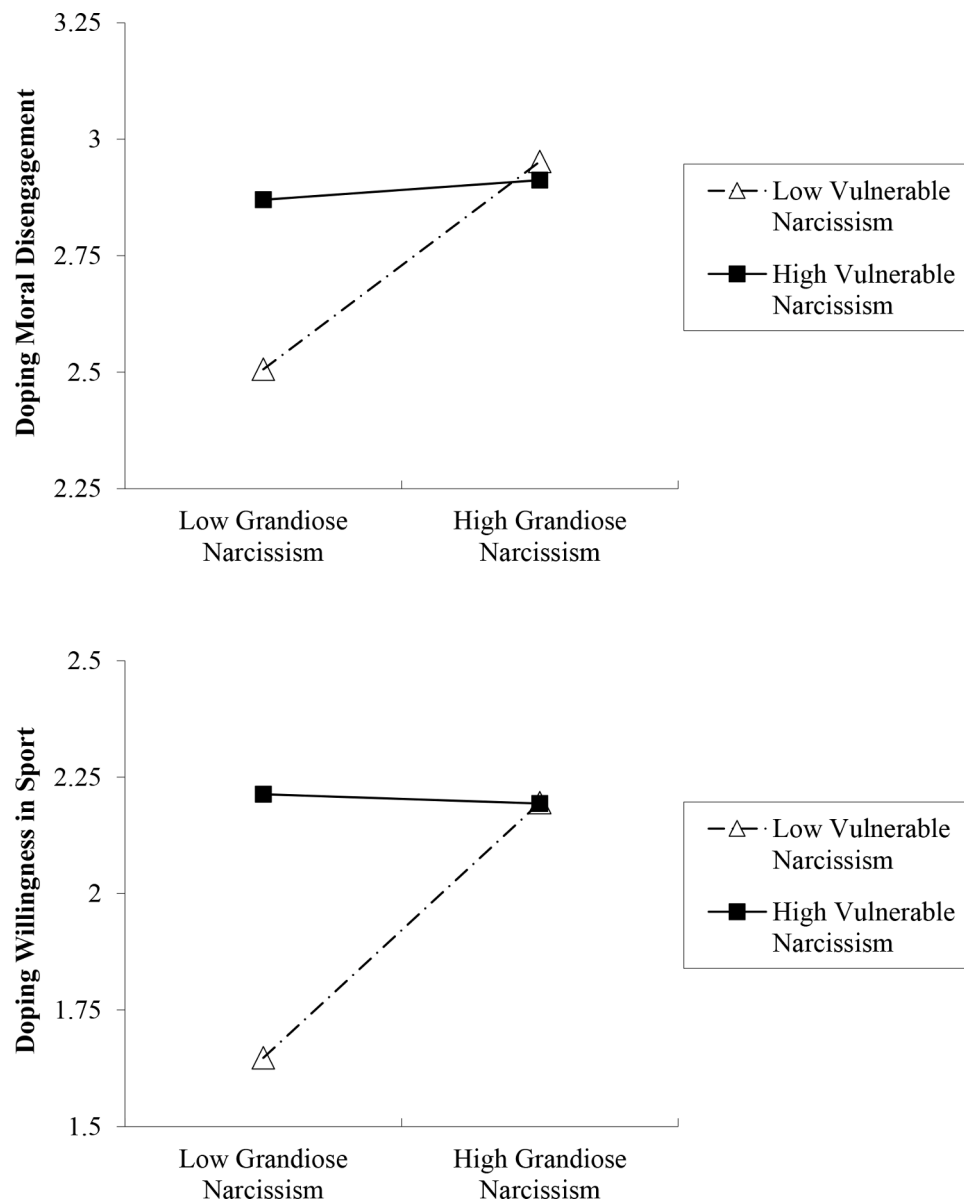 3.25
3
2.75
2.5
2.25
Doping Moral Disengagement
Low Grandiose
Narcissism
High Grandiose
Narcissism
Low Vulnerable
Narcissism
High Vulnerable
Narcissism
2.5
2.25
2
1.75
1.5
Doping Willingness in Sport
Low Grandiose
Narcissism
High Grandiose
Narcissism
Low Vulnerable
Narcissism
High Vulnerable
Narcissism